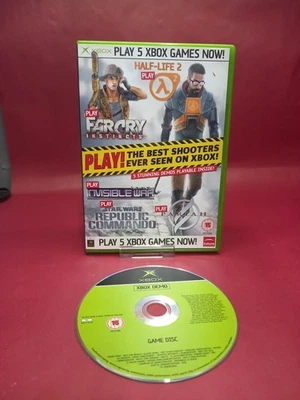 XBOX
PLAY 5 XBOX GAMES NOW!
HALF-LIFE 2
PLAY
PLAY
FAR CRY
INSTINCTS
PLAY! THE BEST SHOOTERS
EVER SEEN ON XBOX!
5 STUNNING DEMOS PLAYABLE INSIDE!
PLAY
INVISIBLE WAR
PLAY
PLAY
STAR WARS
REPUBLIC
COMMANDO
15
PLAY 5 XBOX GAMES NOW!
XBOX
XBOX DEMO
15
GAME DISC